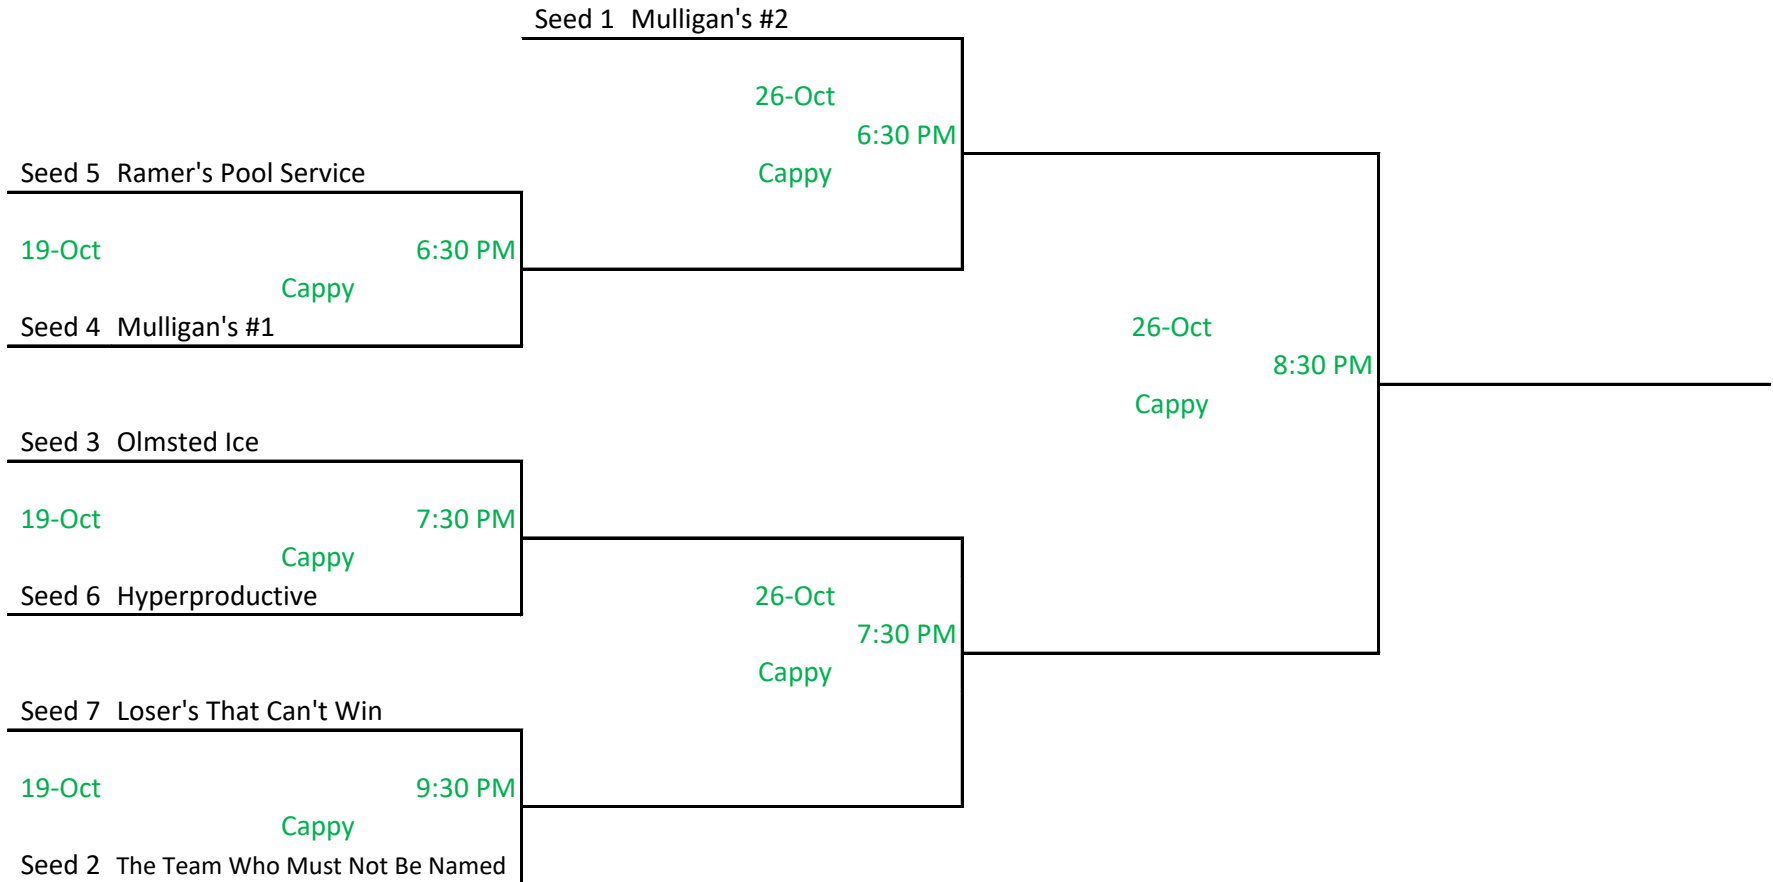 Seed 1 Mulligan's #2
26-Oct
6:30 PM
Cappy
Seed 5 Ramer's Pool Service
19-Oct 6:30 PM
Cappy
Seed 4 Mulligan's #1
26-Oct
8:30 PM
Cappy
Seed 3 Olmsted Ice
19-Oct 7:30 PM
Cappy
Seed 6 Hyperproductive
26-Oct
7:30 PM
Cappy
Seed 7 Loser's That Can't Win
19-Oct 9:30 PM
Cappy
Seed 2 The Team Who Must Not Be Named